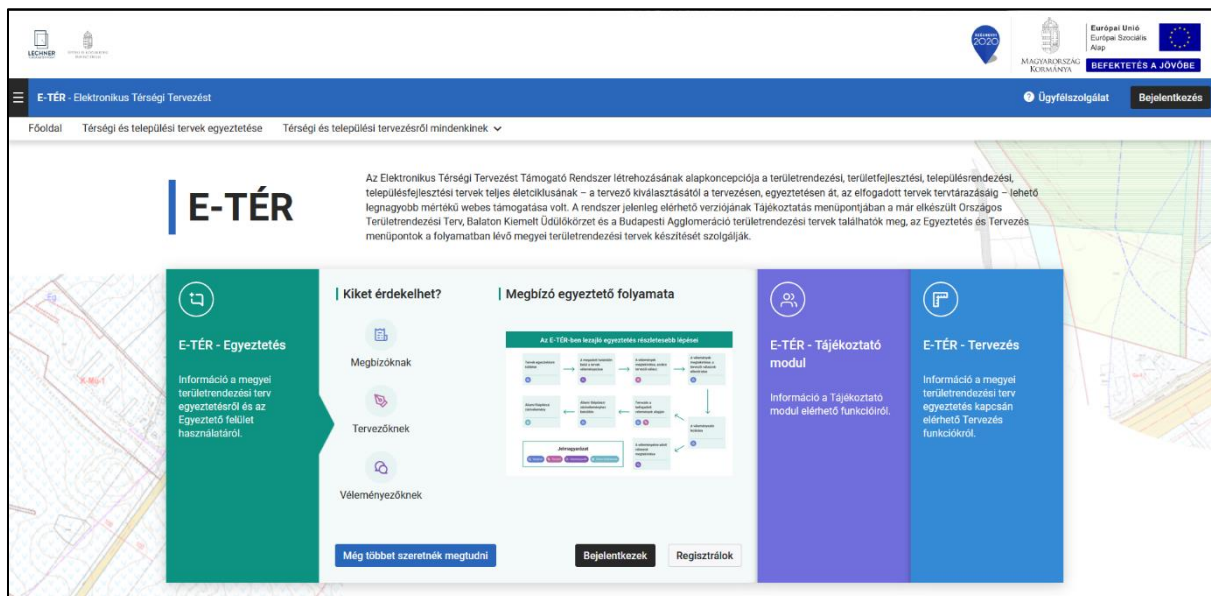 LECHNER
SZÉCHENYI
2020
MAGYARORSZÁG
KORMÁNYA
Európai Unió
Európai Szociális
Alap
BEFEKTETÉS A JÖVŐBE
E-TÉR - Elektronikus Térségi Tervezést
Ügyfélszolgálat
Bejelentkezés
Főoldal
Térségi és települési tervek egyeztetése
Térségi és települési tervezésről mindenkinek
E-TÉR
Az Elektronikus Térségi Tervezést Támogató Rendszer létrehozásának alapkoncepciója a területrendezési, területfejlesztési, településrendezési,
településfejlesztési tervek teljes életciklusának – a tervező kiválasztásától a tervezésen, egyeztetésen át, az elfogadott tervek tervtárazásáig – lehető
legnagyobb mértékű webes támogatása volt. A rendszer jelenleg elérhető verziójának Tájékoztatás menüpontjában a már elkészült Országos
Területrendezési Terv, Balaton Kiemelt Üdülőkörzet és a Budapesti Agglomeráció területrendezési tervek találhatók meg, az Egyeztetés és Tervezés
menüpontok a folyamatban lévő megyei területrendezési tervek készítését szolgálják.
E-TÉR - Egyeztetés
Információ a megyei
területrendezési terv
egyeztetésről és az
Egyeztető felület
használatáról.
Kiket érdekelhet?
Megbízóknak
Tervezőknek
Véleményezőknek
Még többet szeretnék megtudni
Megbízó egyeztető folyamata
Az E-TÉR-ben lezajló egyeztetés részletesebb lépései
Jelmagyarázat
Bejelentkezek
Regisztrálok
E-TÉR - Tájékoztató
modul
Információ a Tájékoztató
modul elérhető funkcióiról.
E-TÉR - Tervezés
Információ a megyei
területrendezési terv
egyeztetés kapcsán
elérhető Tervezés
funkciókról.